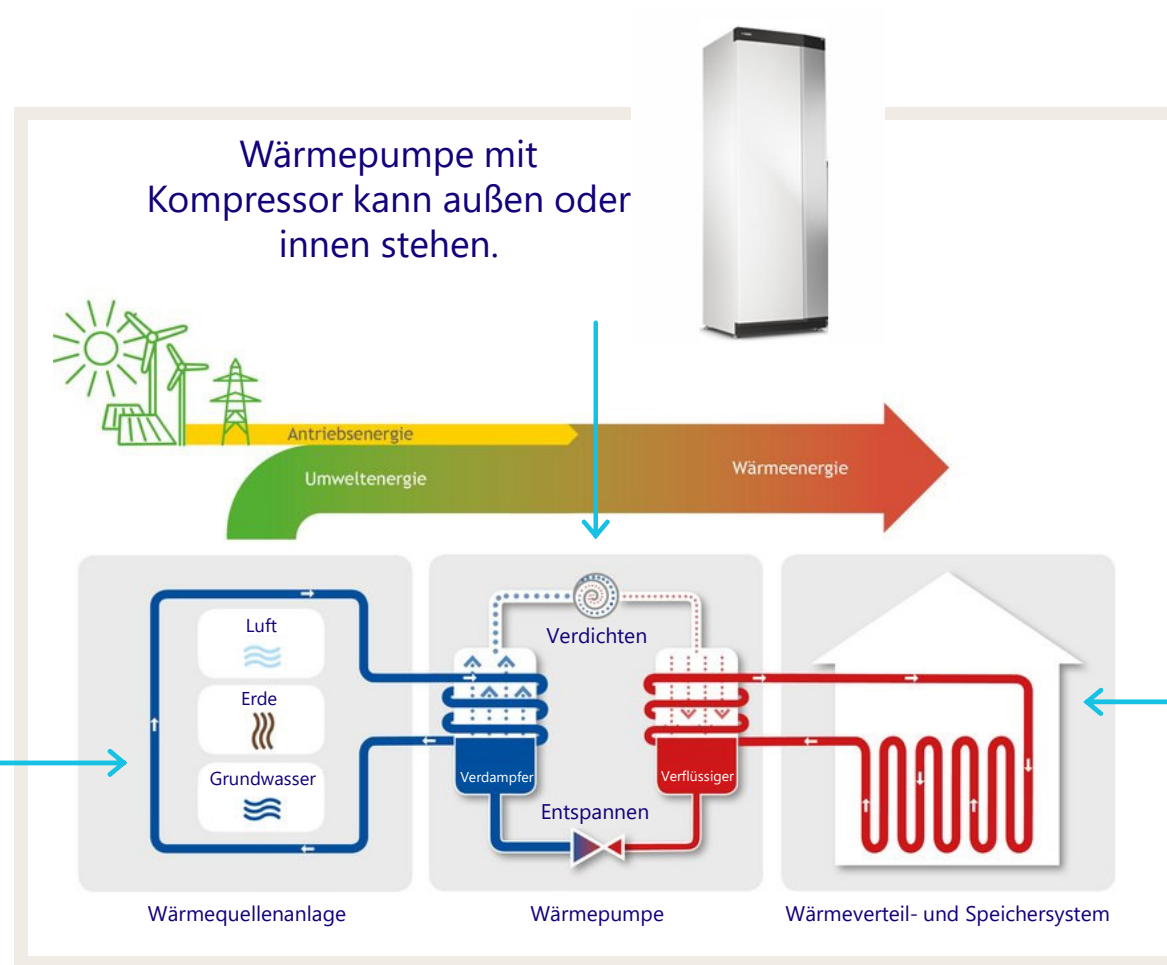 Wärmepumpe mit
Kompressor kann außen oder
innen stehen.
Antriebsenergie
Umweltenergie
Wärmeenergie
Luft
Erde
Grundwasser
Verdichten
Verdampfer
Verflüssiger
Entspannen
Wärmequellenanlage
Wärmepumpe
Wärmeverteil- und Speichersystem